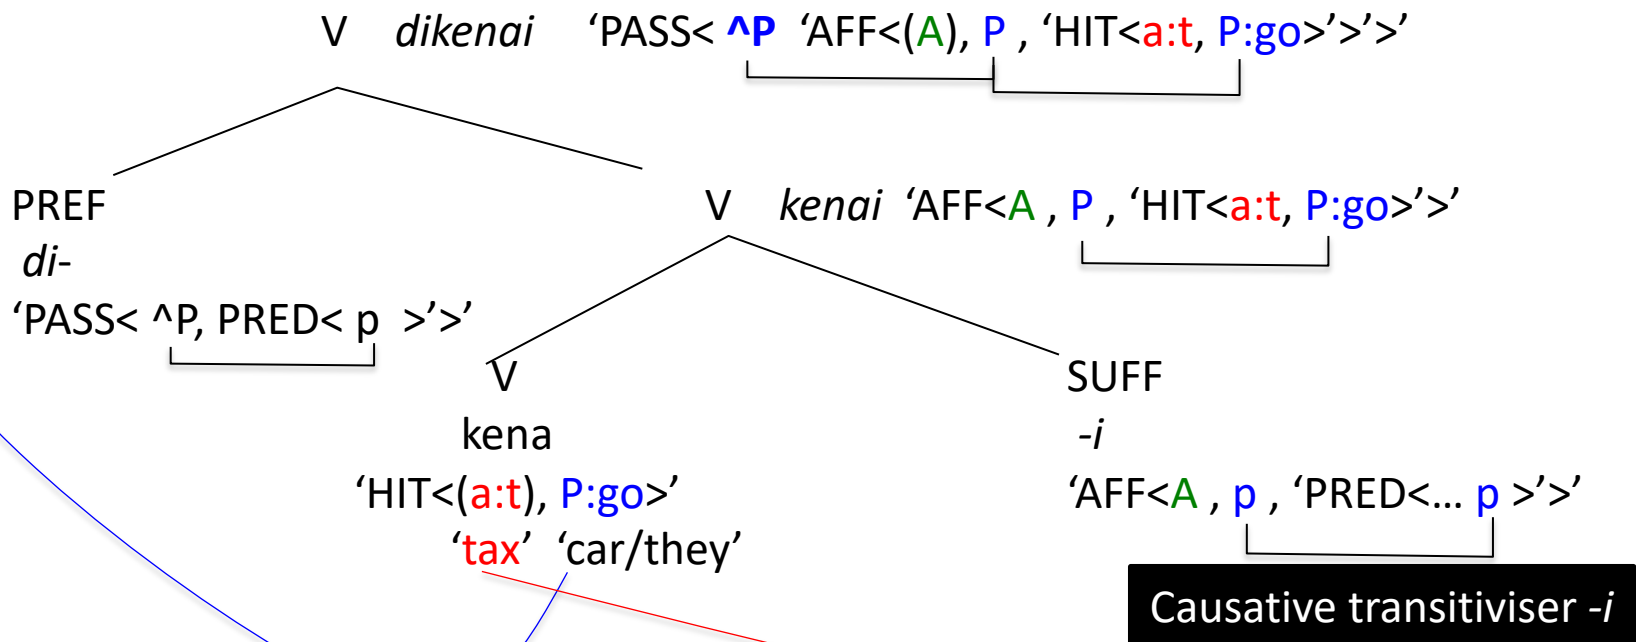 V dikenai ‘PASS< ^P ‘AFF<(A), P , ‘HIT<a:t, P:go>’>’>’
PREF
V kenai ‘AFF<A , P , ‘HIT<a:t, P:go>’>’
di-
‘PASS< ^P, PRED< p >’>’
V
SUFF
kena
-i
‘HIT<(a:t), P:go>’
‘AFF<A , p , ‘PRED<... p >’>’
‘tax’ ‘car/they’
Causative transitiviser -i